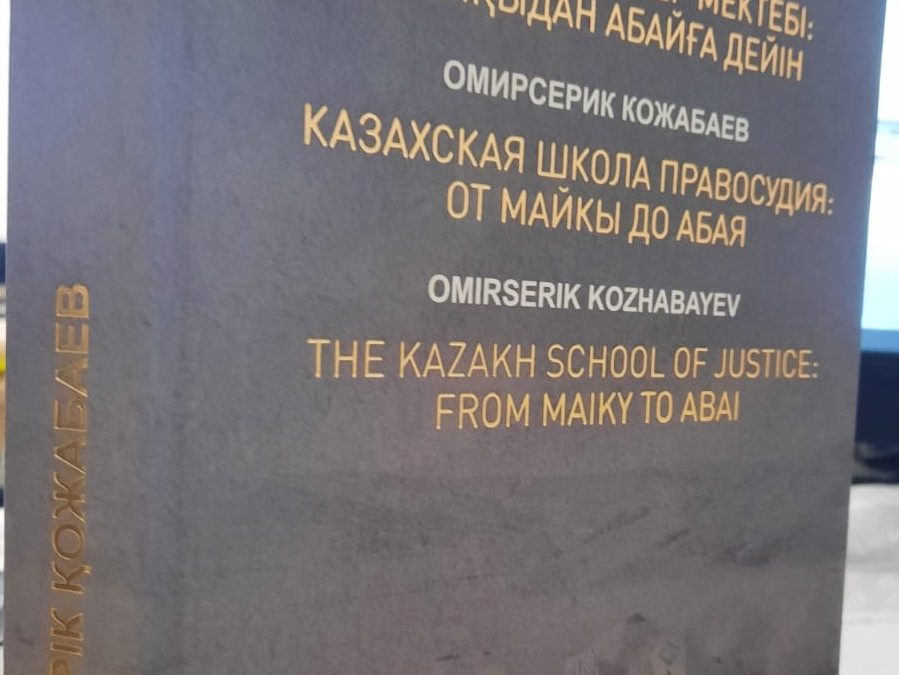 МЕКТЕБІ:
АБАЙҒА ДЕЙІН
ОМИРСЕРИК КОЖАБАЕВ
КАЗАХСКАЯ ШКОЛА ПРАВОСУДИЯ:
ОТ МАЙКЫ ДО АБАЯ
OMIRSERIK KOZHABAYEV
THE KAZAKH SCHOOL OF JUSTICE:
FROM MAIKY TO ABAI
ҚОЖАБАЕВ